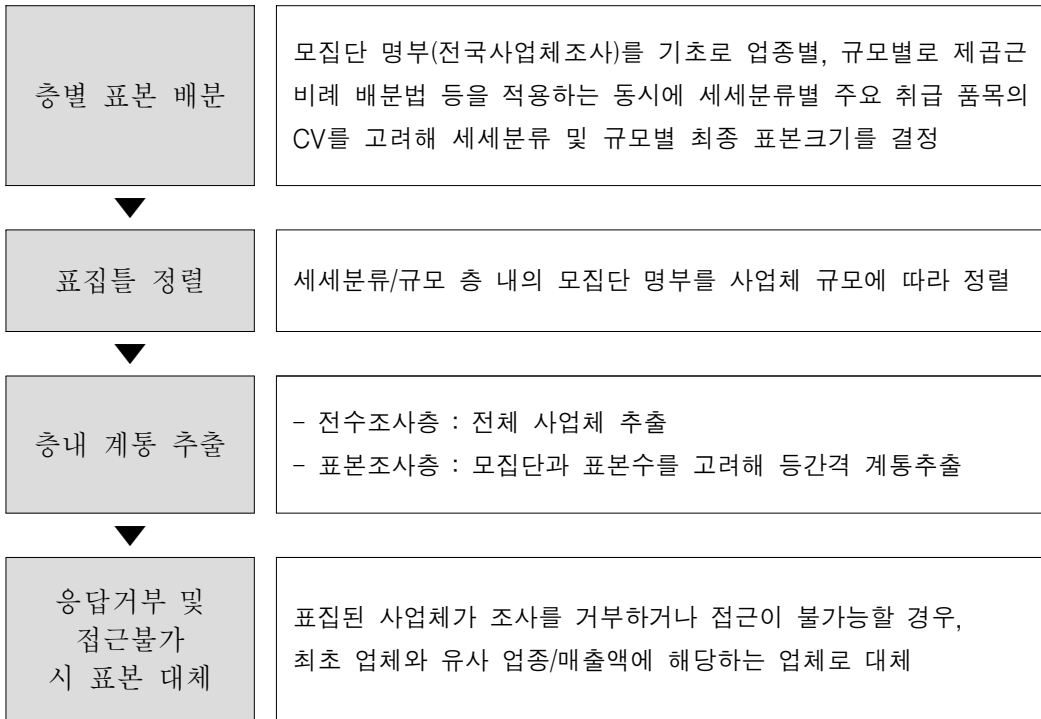 층별 표본 배분
모집단 명부(전국사업체조사)를 기초로 업종별, 규모별로 제곱근
비례 배분법 등을 적용하는 동시에 세세분류별 주요 취급 품목의
CV를 고려해 세세분류 및 규모별 최종 표본크기를 결정
표집틀 정렬
세세분류/규모 층 내의 모집단 명부를 사업체 규모에 따라 정렬
층내 계통 추출
- 전수조사층 : 전체 사업체 추출
- 표본조사층 : 모집단과 표본수를 고려해 등간격 계통추출
응답거부 및
접근불가
시 표본 대체
표집된 사업체가 조사를 거부하거나 접근이 불가능할 경우,
최초 업체와 유사 업종/매출액에 해당하는 업체로 대체